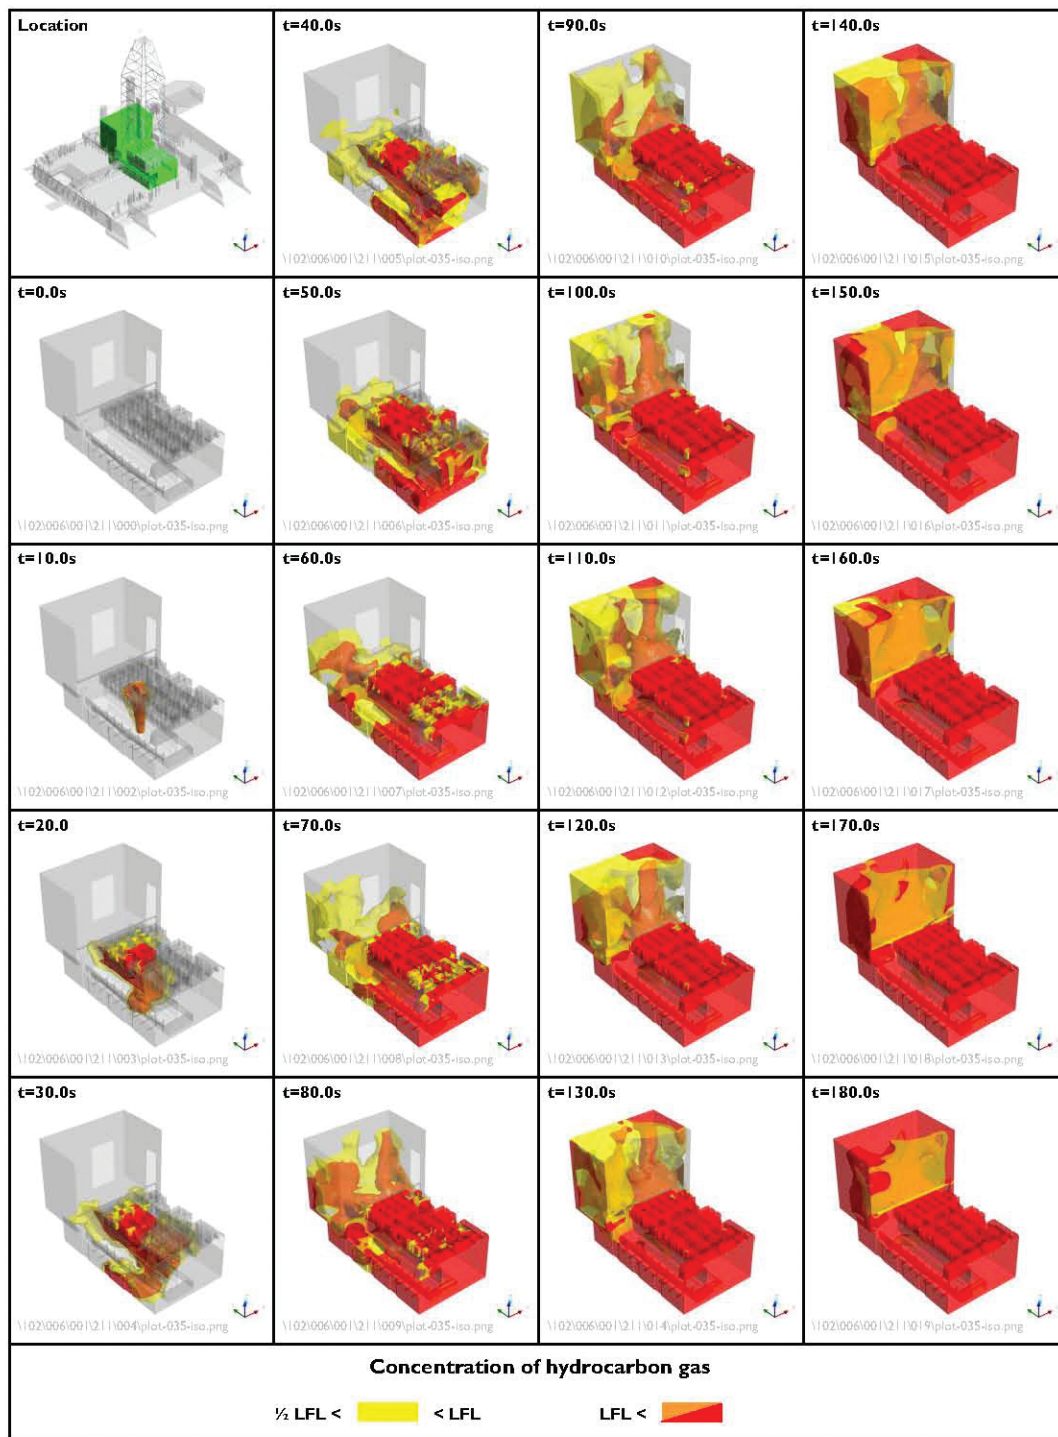 Location
t=40.0s
\102\006\001\211\005\plot-035-iso.png
t=90.0s
\102\006\001\211\010\plot-035-iso.png
t=140.0s
\102\006\001\211\015\plot-035-iso.png
t=0.0s
\102\006\001\211\000\plot-035-iso.png
t=50.0s
\102\006\001\211\006\plot-035-iso.png
t=100.0s
\102\006\001\211\011\plot-035-iso.png
t=150.0s
\102\006\001\211\016\plot-035-iso.png
t=10.0s
\102\006\001\211\002\plot-035-iso.png
t=60.0s
\102\006\001\211\007\plot-035-iso.png
t=110.0s
\102\006\001\211\012\plot-035-iso.png
t=160.0s
\102\006\001\211\017\plot-035-iso.png
t=20.0
\102\006\001\211\003\plot-035-iso.png
t=70.0s
\102\006\001\211\008\plot-035-iso.png
t=120.0s
\102\006\001\211\013\plot-035-iso.png
t=170.0s
\102\006\001\211\018\plot-035-iso.png
t=30.0s
\102\006\001\211\004\plot-035-iso.png
t=80.0s
\102\006\001\211\009\plot-035-iso.png
t=130.0s
\102\006\001\211\014\plot-035-iso.png
t=180.0s
\102\006\001\211\019\plot-035-iso.png
Concentration of hydrocarbon gas
½ LFL < < LFL LFL <